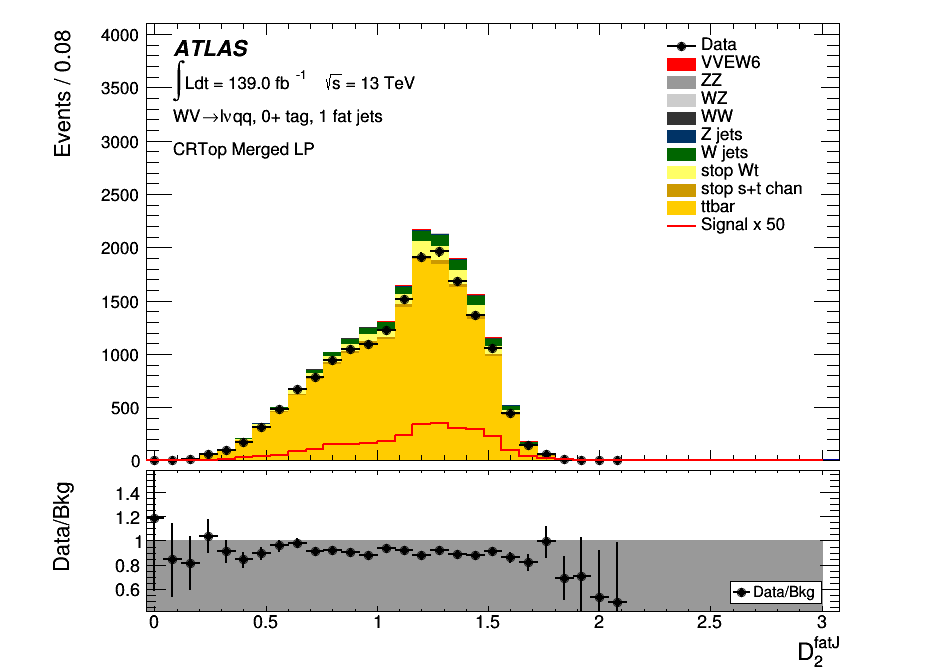 4000
3500
3000
2500
2000
1500
1000
500
0
Events / 0.08
ATLAS
∫Ldt = 139.0 fb -1 √s = 13 TeV
WV→lνqq, 0+ tag, 1 fat jets
CRTop Merged LP
Data
VVEW6
ZZ
WZ
WW
Z jets
W jets
stop Wt
stop s+t chan
ttbar
Signal x 50
Data/Bkg
1.4
1.2
1
0.8
0.6
Data/Bkg
0 0.5 1 1.5 2 2.5 3
D2 fatJ